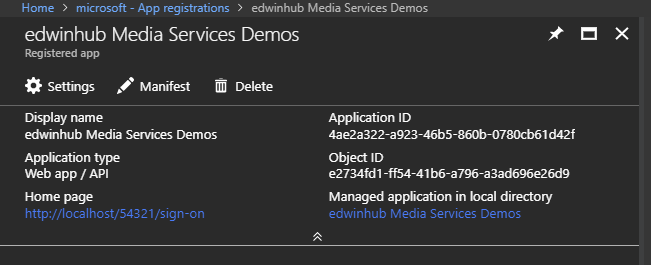 Home > microsoft - App registrations > edwinhub Media Services Demos
edwinhub Media Services Demos
Registered app
Settings Manifest Delete
Display name Application ID
edwinhub Media Services Demos 4ae2a322-a923-46b5-860b-0780cb61d42f
Application type Object ID
Web app / API e2734fd1-ff54-41b6-a796-a3ad696e26d9
Home page Managed application in local directory
http://localhost/54321/sign-on edwinhub Media Services Demos